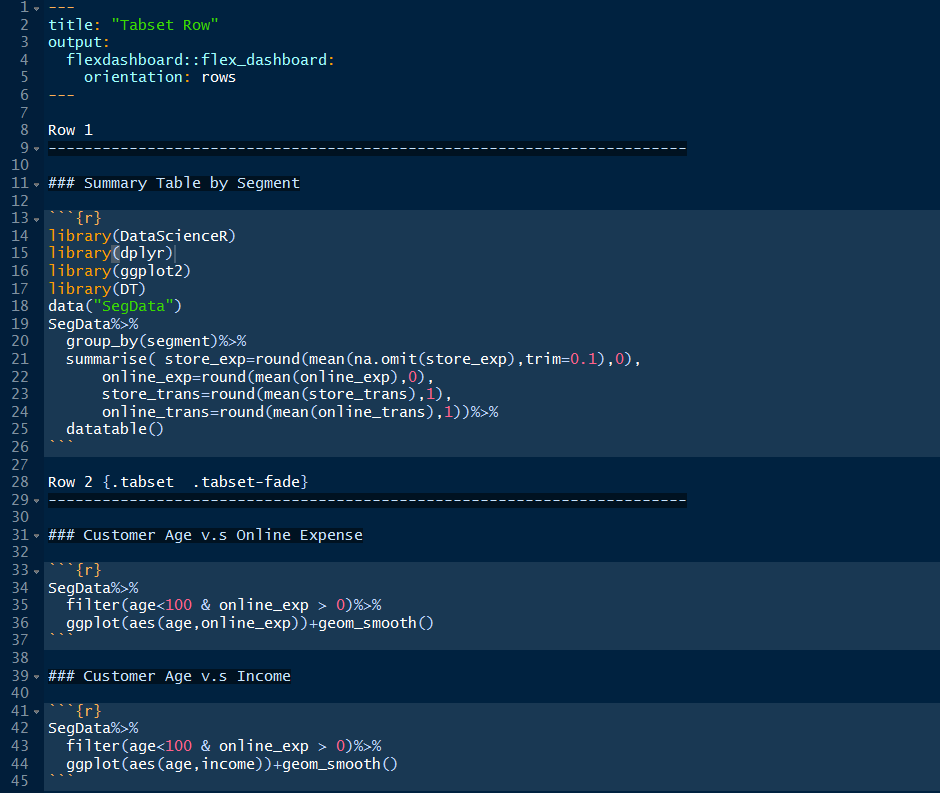 1 ---
2 title: "Tabset Row"
3 output:
4   flexdashboard::flex_dashboard:
5     orientation: rows
6 ---
7
8 Row 1
9 -----------------------------------------------------------------------
10
11 ### Summary Table by Segment
12
13 ```{r}
14 library(DataScienceR)
15 library(dplyr)
16 library(ggplot2)
17 library(DT)
18 data("SegData")
19 SegData%>%
20   group_by(segment)%>%
21   summarise( store_exp=round(mean(na.omit(store_exp),trim=0.1),0),
22       online_exp=round(mean(online_exp),0),
23       store_trans=round(mean(store_trans),1),
24       online_trans=round(mean(online_trans),1))%>%
25   datatable()
26 ```
27
28 Row 2 {.tabset  .tabset-fade}
29 -----------------------------------------------------------------------
30
31 ### Customer Age v.s Online Expense
32
33 ```{r}
34 SegData%>%
35   filter(age<100 & online_exp > 0)%>%
36   ggplot(aes(age,online_exp))+geom_smooth()
37 ```
38
39 ### Customer Age v.s Income
40
41 ```{r}
42 SegData%>%
43   filter(age<100 & online_exp > 0)%>%
44   ggplot(aes(age,income))+geom_smooth()
45 ```